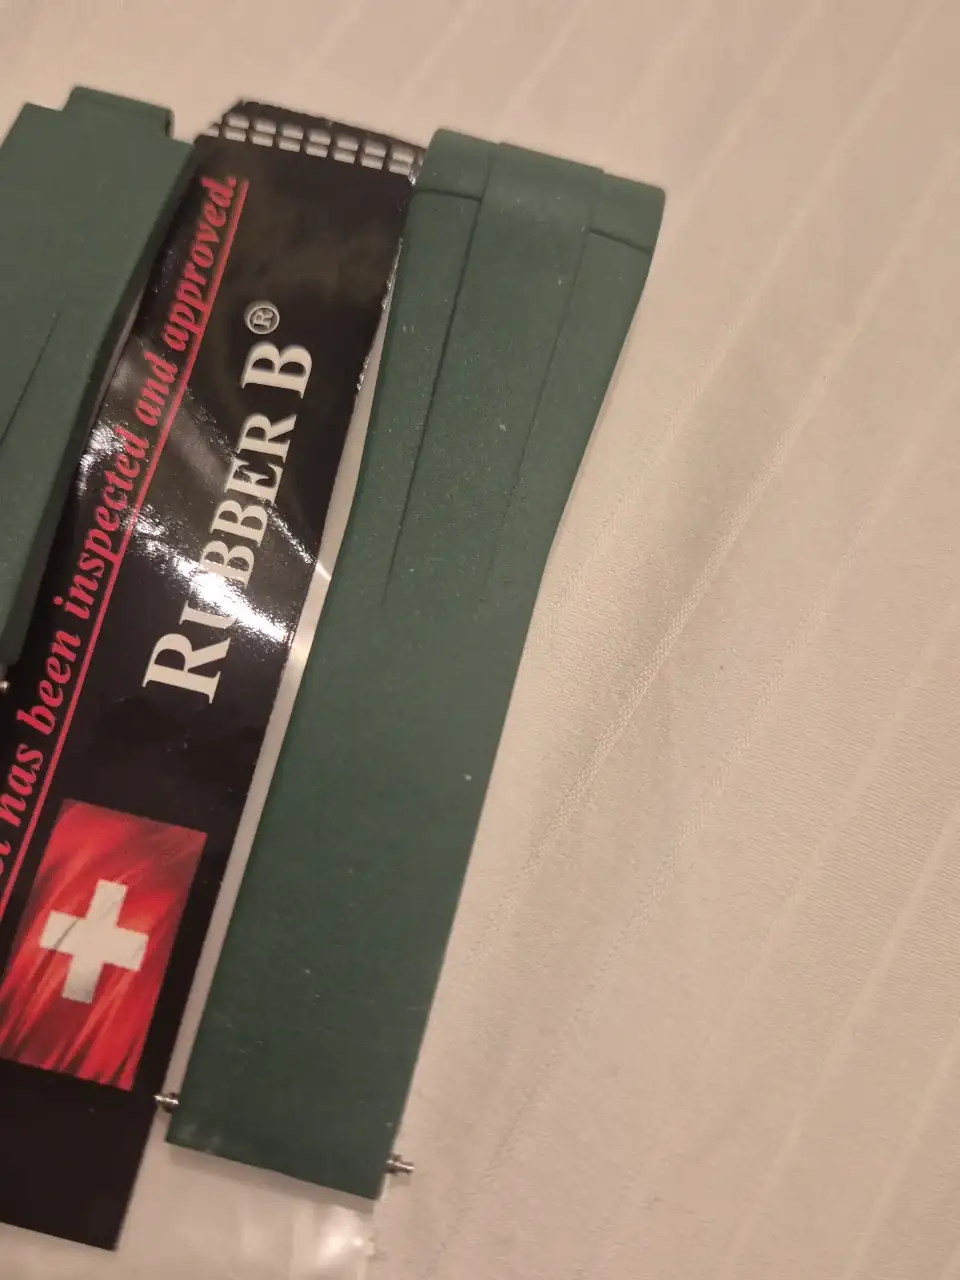 has been inspected and approved.
RUBBER B®